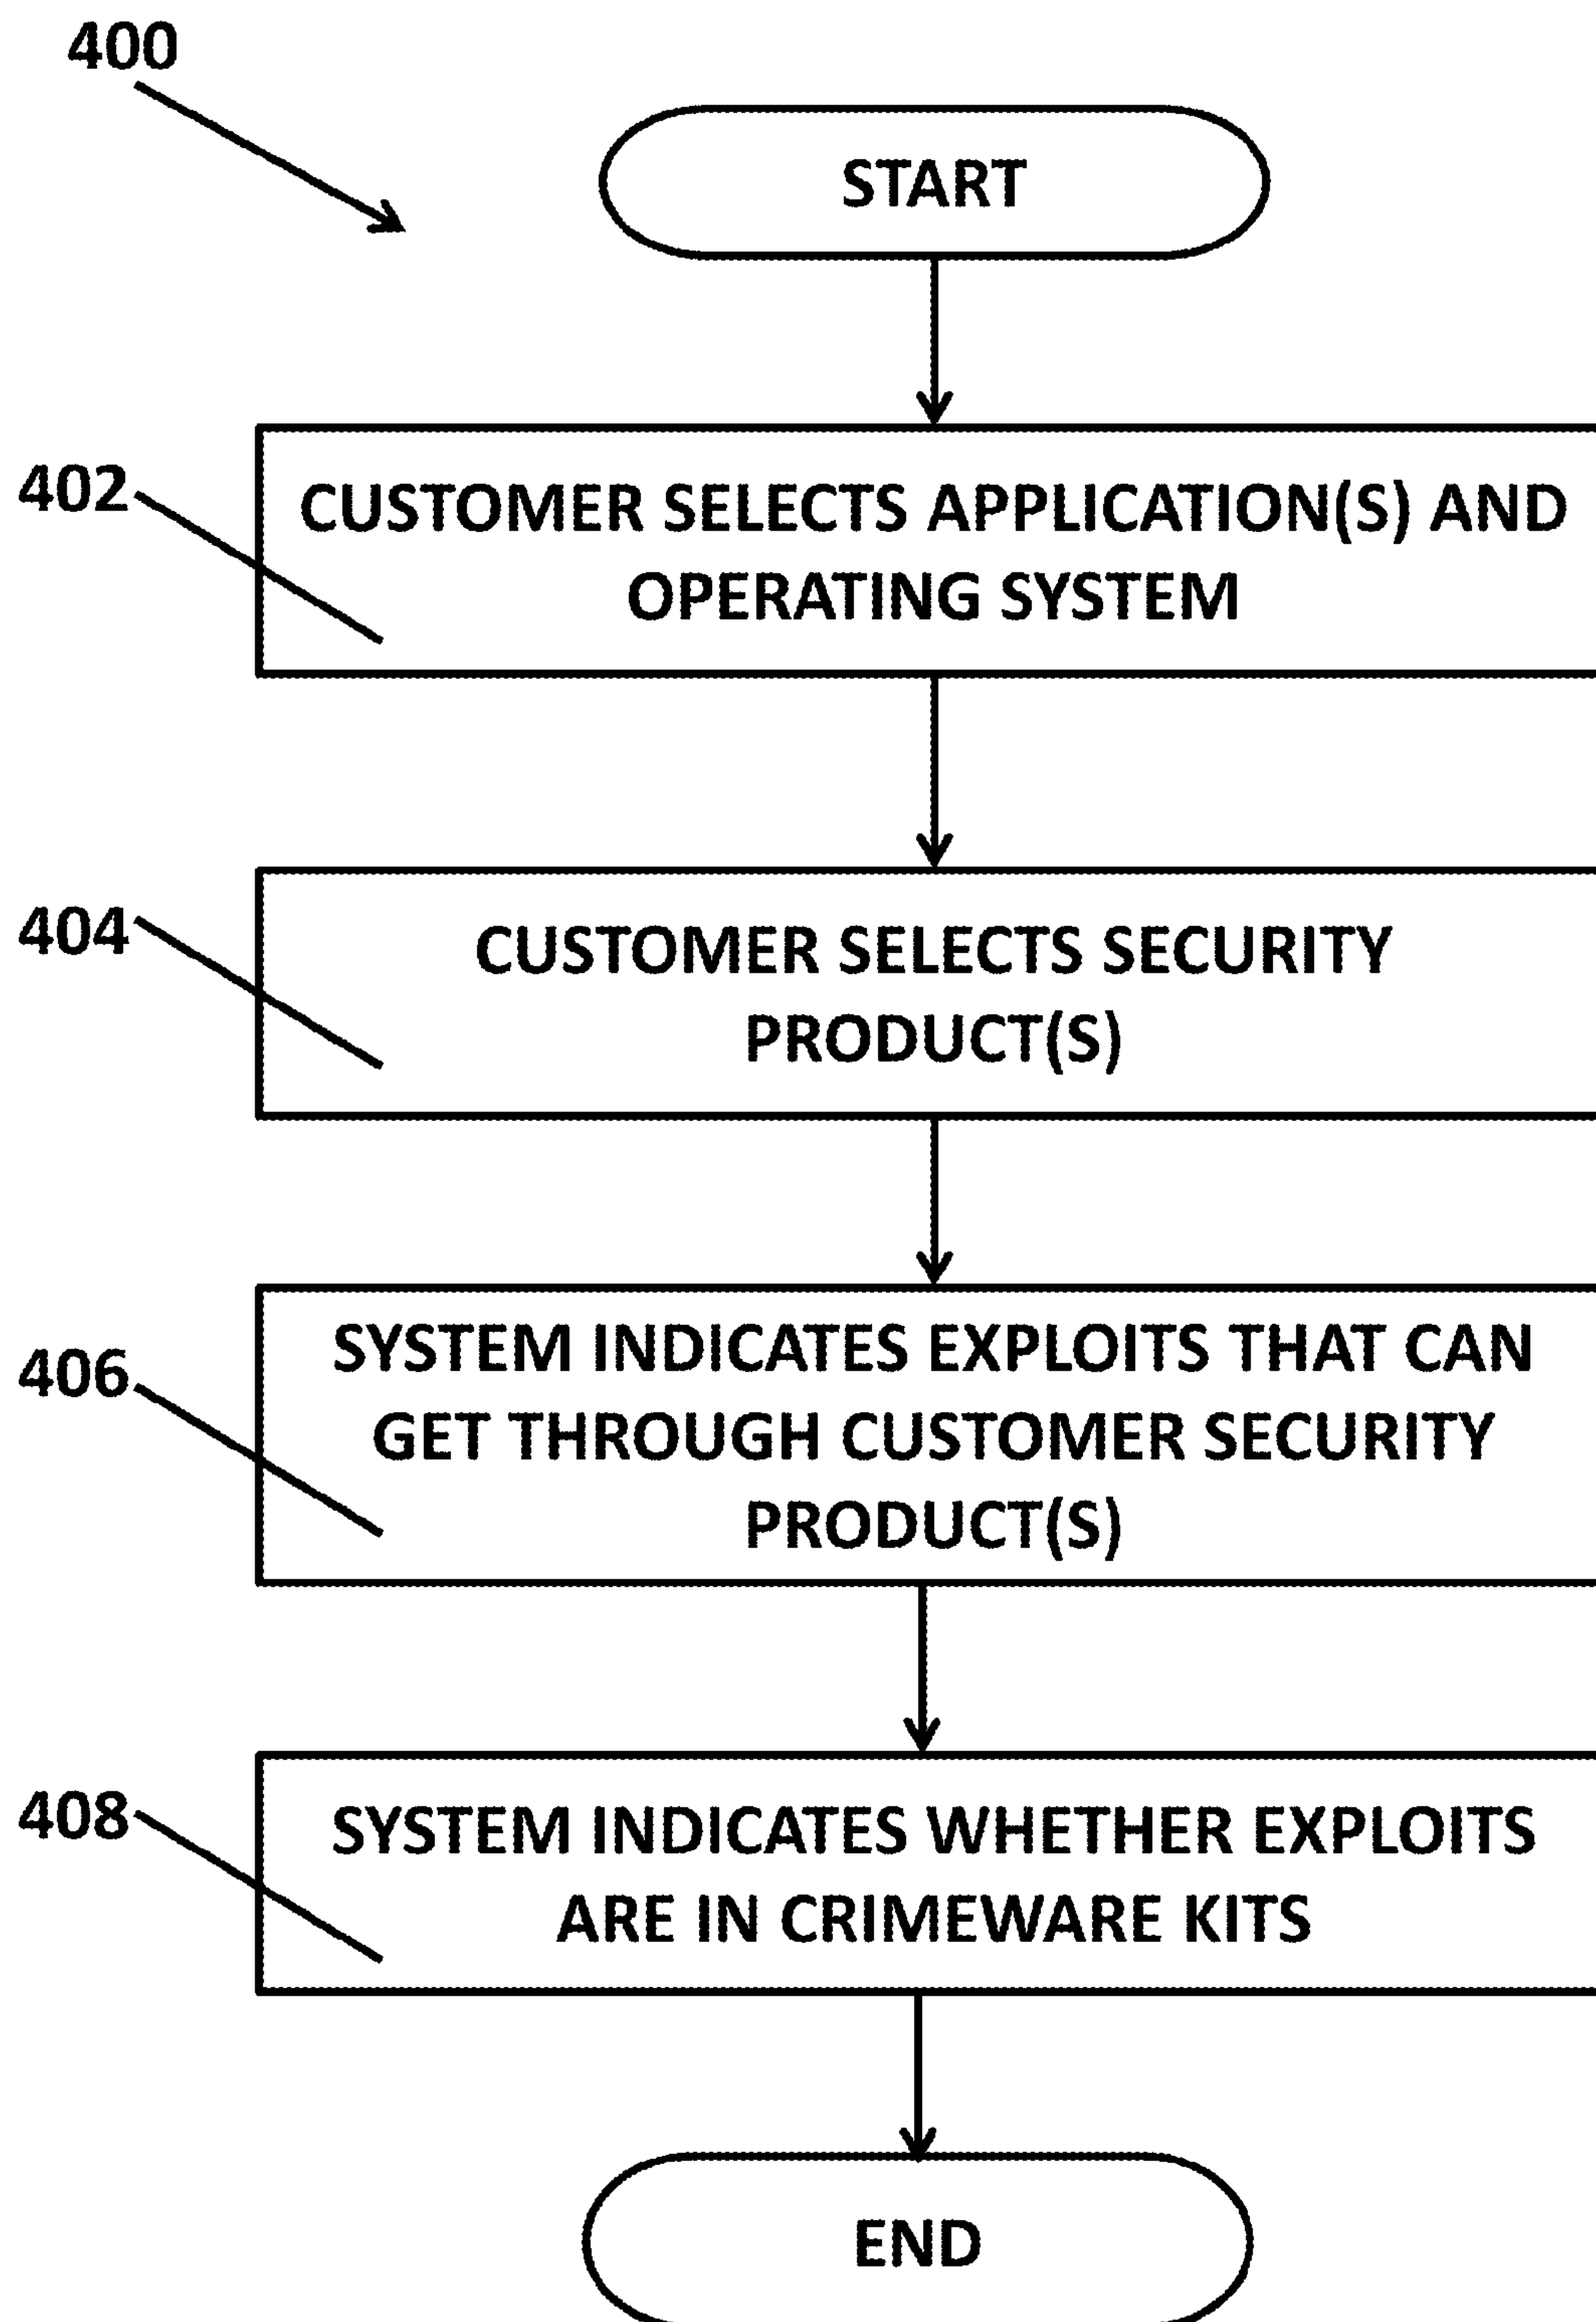 400
START
402
CUSTOMER SELECTS APPLICATION(S) AND
OPERATING SYSTEM
404
CUSTOMER SELECTS SECURITY
PRODUCT(S)
406
SYSTEM INDICATES EXPLOITS THAT CAN
GET THROUGH CUSTOMER SECURITY
PRODUCT(S)
408
SYSTEM INDICATES WHETHER EXPLOITS
ARE IN CRIMEWARE KITS
END